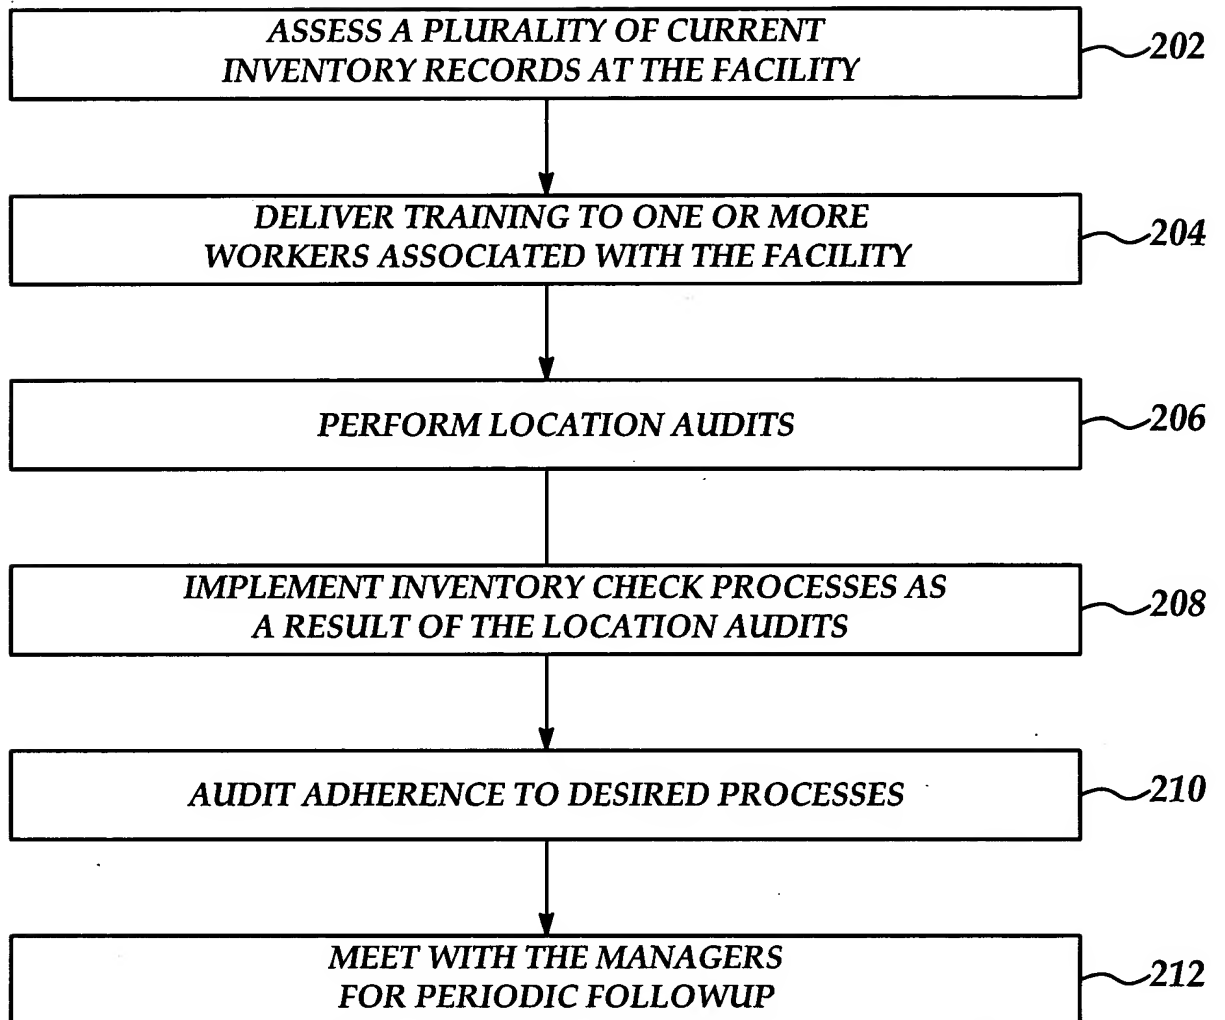 ASSESS A PLURALITY OF CURRENT
INVENTORY RECORDS AT THE FACILITY
202
DELIVER TRAINING TO ONE OR MORE
WORKERS ASSOCIATED WITH THE FACILITY
204
PERFORM LOCATION AUDITS
206
IMPLEMENT INVENTORY CHECK PROCESSES AS
A RESULT OF THE LOCATION AUDITS
208
AUDIT ADHERENCE TO DESIRED PROCESSES
210
MEET WITH THE MANAGERS
FOR PERIODIC FOLLOWUP
212